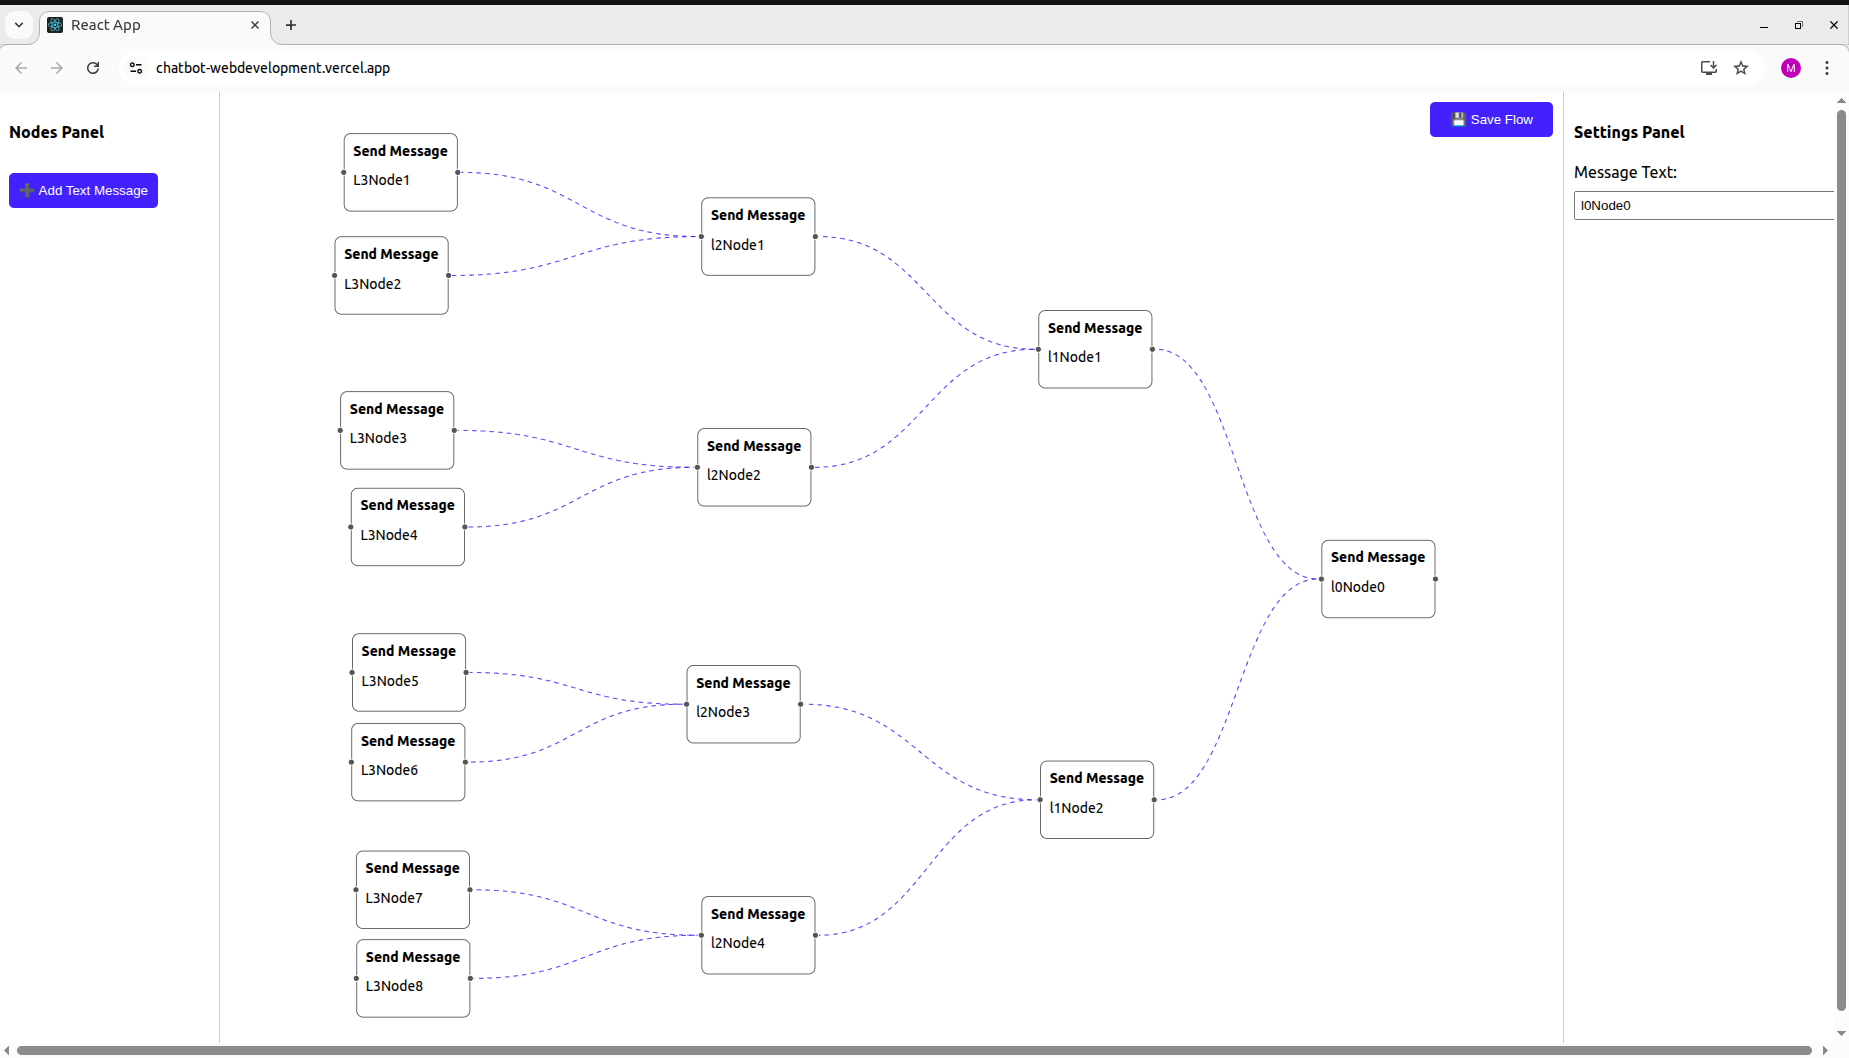 React App
chatbot-webdevelopment.vercel.app
M
Nodes Panel
➕ Add Text Message
💾 Save Flow
Settings Panel
Message Text:
l0Node0
Send Message
L3Node1
Send Message
L3Node2
Send Message
L3Node3
Send Message
L3Node4
Send Message
L3Node5
Send Message
L3Node6
Send Message
L3Node7
Send Message
L3Node8
Send Message
l2Node1
Send Message
l2Node2
Send Message
l2Node3
Send Message
l2Node4
Send Message
l1Node1
Send Message
l1Node2
Send Message
l0Node0